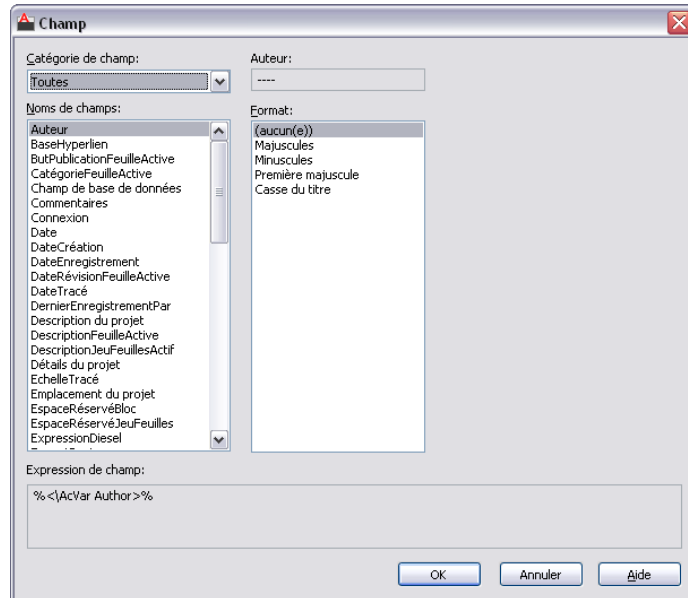 Champ
Catégorie de champ:
Toutes
Noms de champs:
Auteur
BaseHyperlien
ButPublicationFeuilleActive
CatégorieFeuilleActive
Champ de base de données
Commentaires
Connexion
Date
DateCréation
DateEnregistrement
DateRévisionFeuilleActive
DateTracé
DernierEnregistrementPar
Description du projet
DescriptionFeuilleActive
DescriptionJeuFeuillesActif
Détails du projet
EchelleTracé
Emplacement du projet
EspaceRéservéBloc
EspaceRéservéJeuFeuilles
ExpressionDiesel
Auteur:
----
Format:
(aucun(e))
Majuscules
Minuscules
Première majuscule
Casse du titre
Expression de champ:
%<\AcVar Author>%
OK
Annuler
Aide